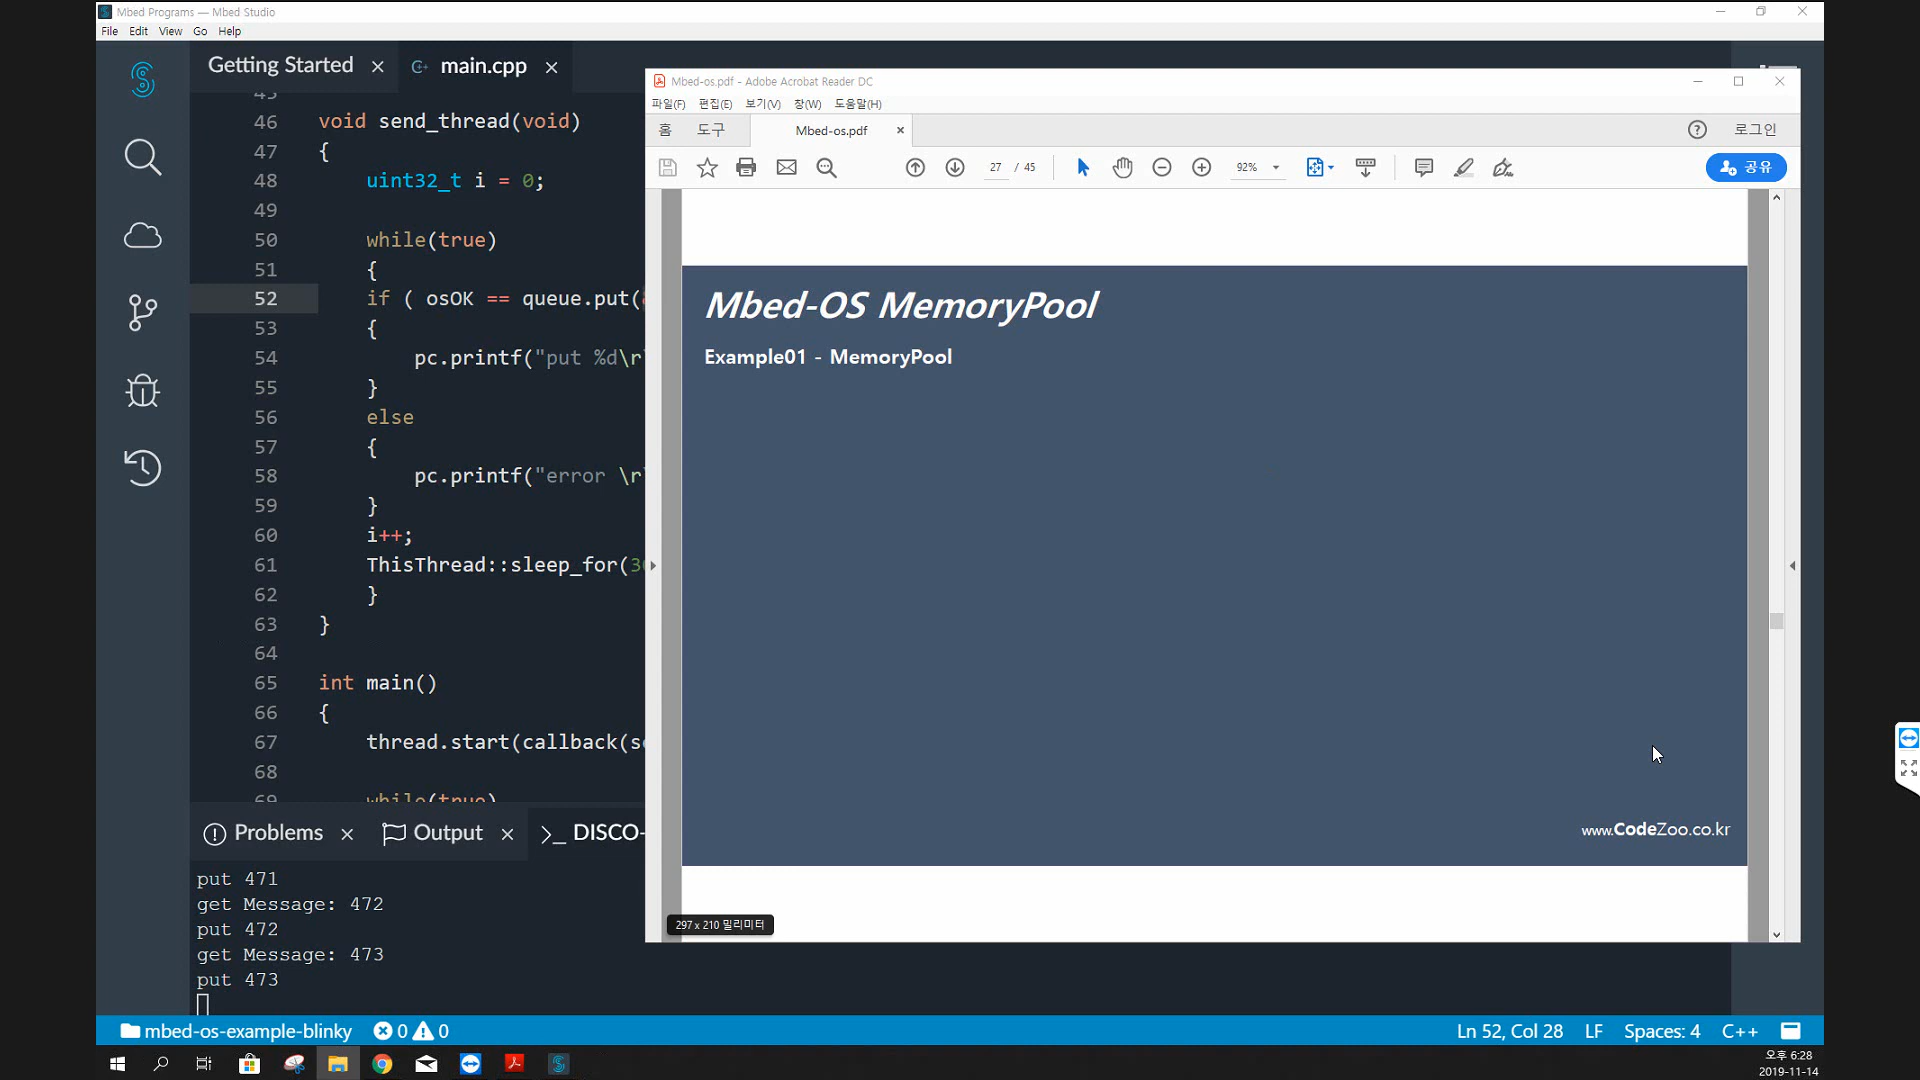 Mbed Programs — Mbed Studio
File Edit View Go Help
Getting Started
main.cpp
45
46 void send_thread(void)
47 {
48 uint32_t i = 0;
49
50 while(true)
51 {
52 if ( osOK == queue.put(
53 {
54 pc.printf("put %d\r
55 }
56 else
57 {
58 pc.printf("error \r
59 }
60 i++;
61 ThisThread::sleep_for(30
62 }
63 }
64
65 int main()
66 {
67 thread.start(callback(s
68
69 while(true)
Problems
Output
>_ DISCO-
put 471
get Message: 472
put 472
get Message: 473
put 473
mbed-os-example-blinky 0 0
Ln 52, Col 28 LF Spaces: 4 C++
Mbed-os.pdf - Adobe Acrobat Reader DC
파일(F) 편집(E) 보기(V) 창(W) 도움말(H)
홈 도구 Mbed-os.pdf 로그인
27 / 45 92% 공유
Mbed-OS MemoryPool
Example01 - MemoryPool
www.CodeZoo.co.kr
297 x 210 밀리미터
오후 6:28
2019-11-14